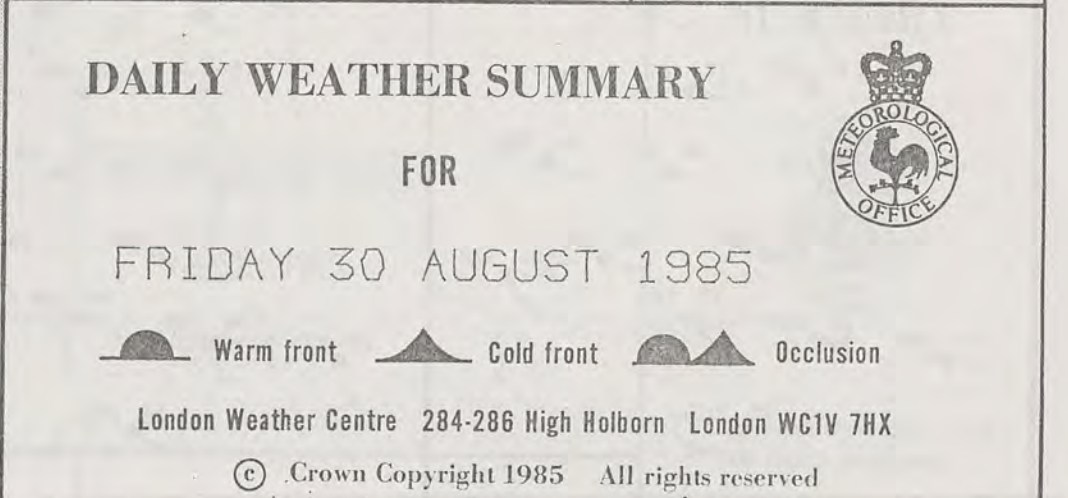 DAILY WEATHER SUMMARY
METEOROLOGICAL
OFFICE
FOR
FRIDAY 30 AUGUST 1985
Warm front Cold front Occlusion
London Weather Centre 284-286 High Holborn London WC1V 7HX
© Crown Copyright 1985 All rights reserved